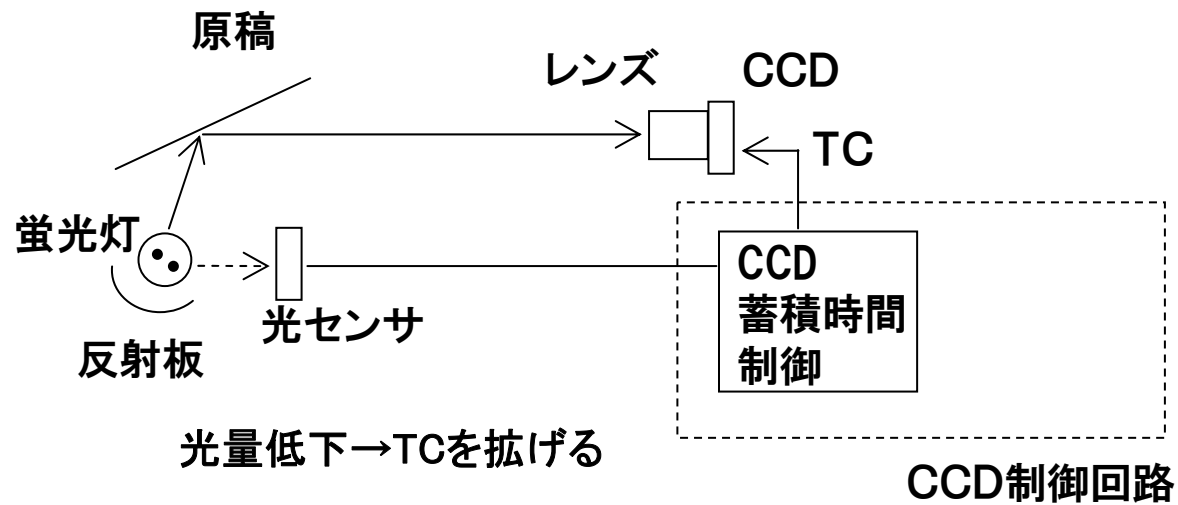 原稿
レンズ
CCD
TC
蛍光灯
CCD
蓄積時間
制御
光センサ
反射板
光量低下→TCを拡げる
CCD制御回路